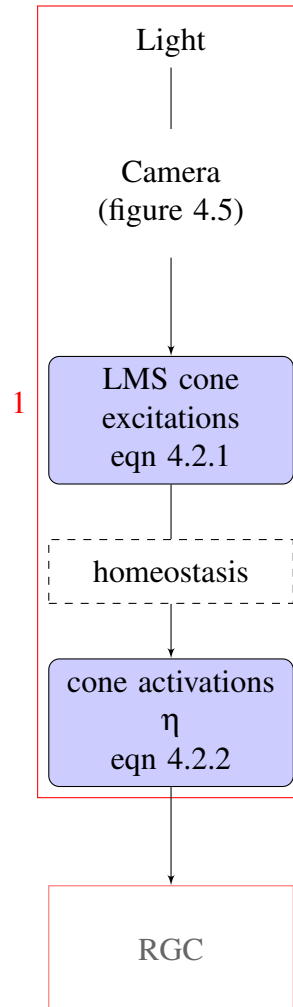 Light
Camera
(figure 4.5)
1
LMS cone
excitations
eqn 4.2.1
homeostasis
cone activations
η
eqn 4.2.2
RGC